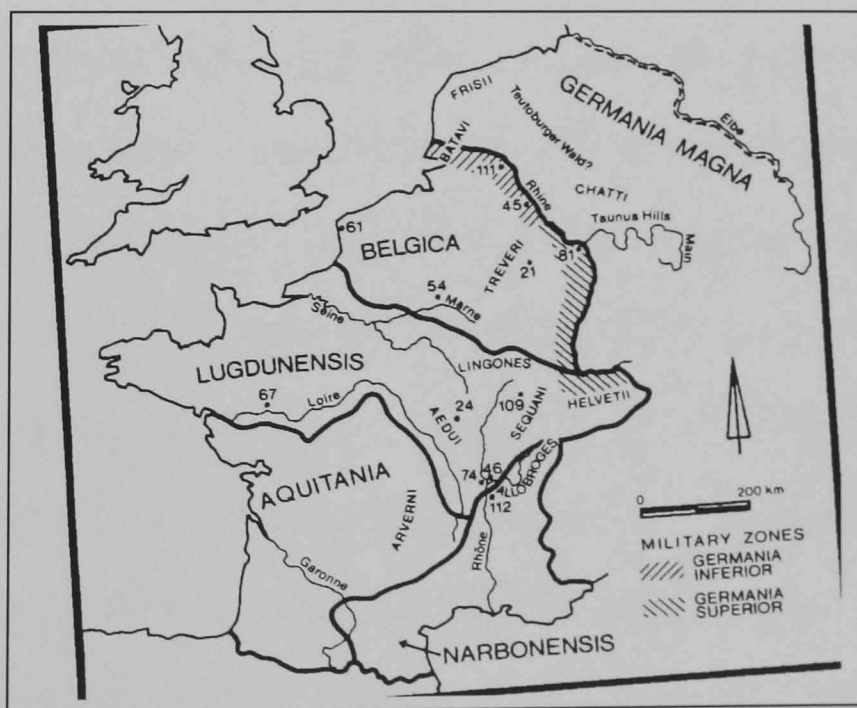 FRISII
BATAVI
Teutoburger Wald?
GERMANIA MAGNA
Elbe
111
Rhine
CHATTI
45
Taunus Hills
Main
61
BELGICA
81
TREVERI
21
54
Marne
Seine
LUGDUNENSIS
LINGONES
67
Loire
AEDUI
24
109
SEQUANI
HELVETII
AQUITANIA
74
46
ALLOBROGES
112
ARVERNI
Rhône
Garonne
NARBONENSIS
0 200 km
MILITARY ZONES
GERMANIA
INFERIOR
GERMANIA
SUPERIOR